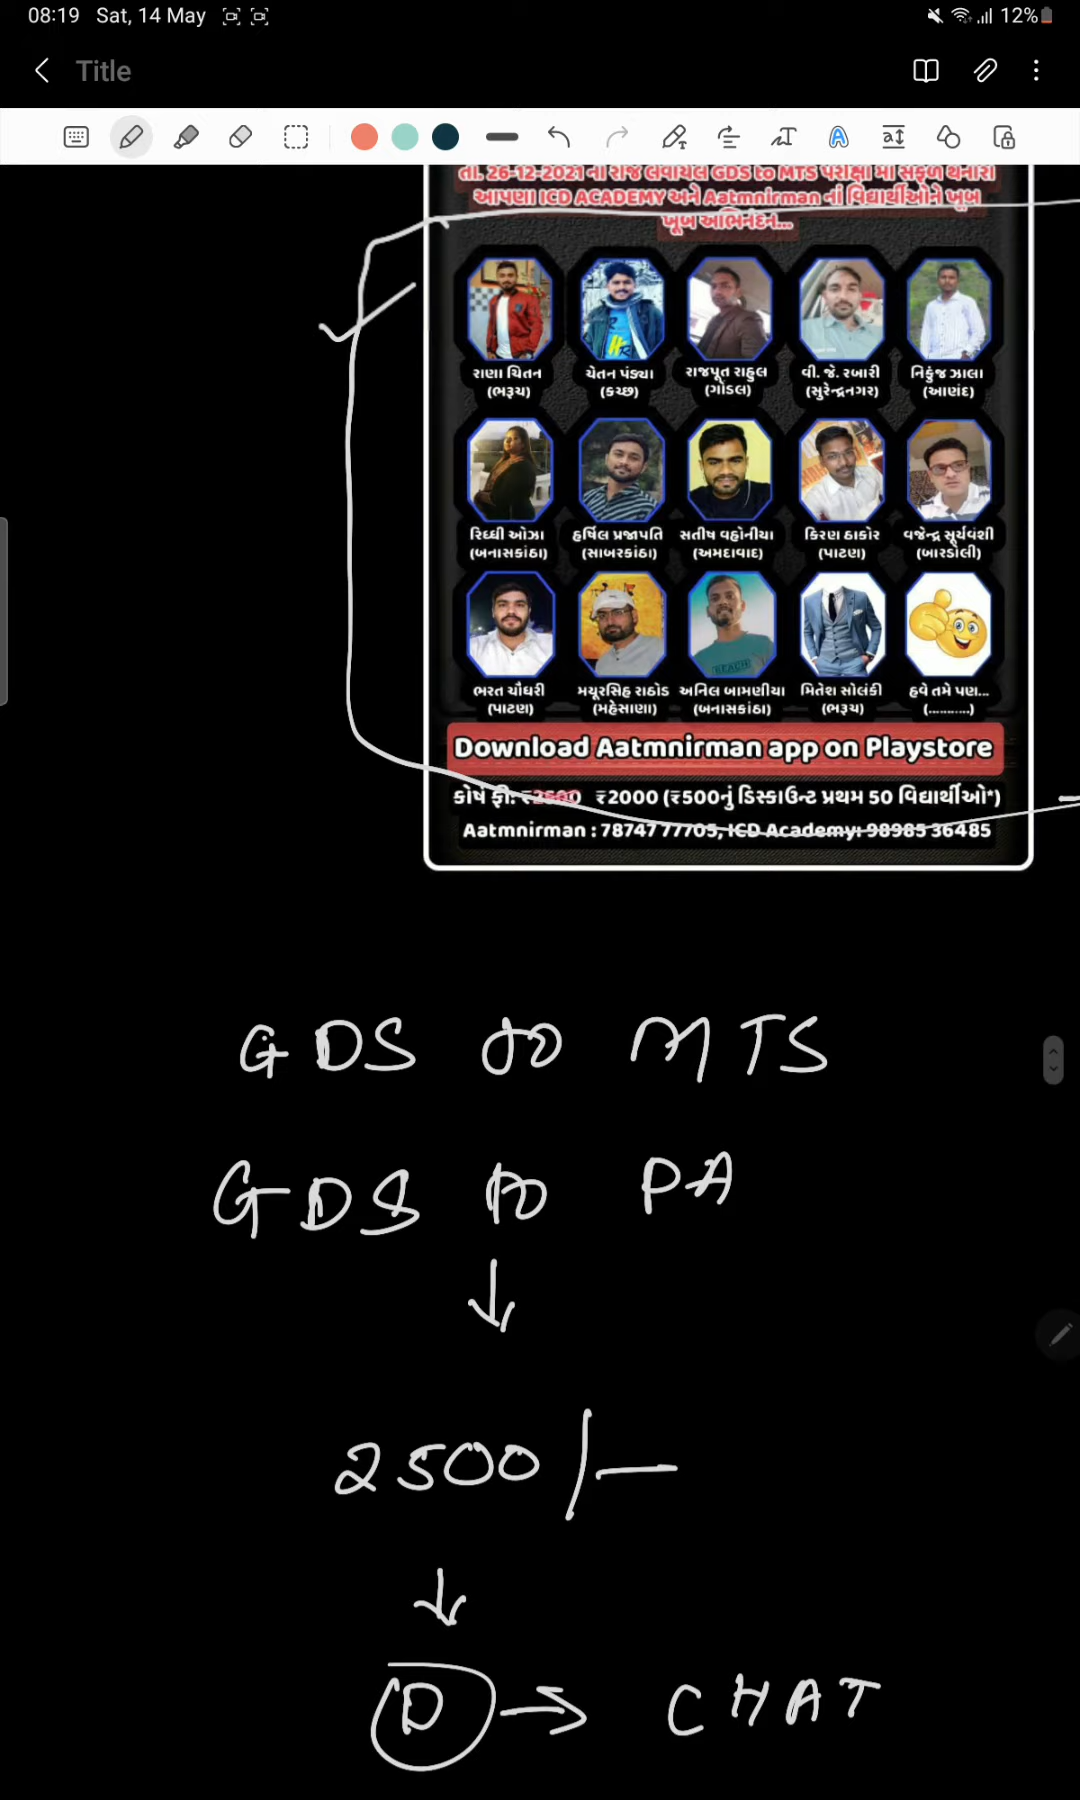 08:19 Sat, 14 May 12%
Title
તા. 26-12-2021 ના રોજ લેવાયેલ GDS to MTS પરીક્ષા માં સફળ થનારા
આપણા ICD ACADEMY અને Aatmnirman નાં વિદ્યાર્થીઓને ખૂબ
ખૂબ અભિનંદન...
રાણા ચિતન ચેતન પંડ્યા રાજપૂત રાહુલ વી. જે. રબારી નિકુંજ ઝાલા
(ભરૂચ) (કચ્છ) (ગોંડલ) (સુરેન્દ્રનગર) (આણંદ)
રિધ્ધી ઓઝા હર્ષિલ પ્રજાપતિ સતીષ વહોનીયા કિરણ ઠાકોર વજેન્દ્ર સૂર્યવંશી
(બનાસકાંઠા) (સાબરકાંઠા) (અમદાવાદ) (પાટણ) (બારડોલી)
ભરત ચૌધરી મયૂરસિંહ રાઠોડ અનિલ બામણીયા મિતેશ સોલંકી હવે તમે પણ...
(પાટણ) (મહેસાણા) (બનાસકાંઠા) (ભરૂચ) (..........)
Download Aatmnirman app on Playstore
કોર્ષ ફી: ₹2500 ₹2000 (₹500નું ડિસ્કાઉન્ટ પ્રથમ 50 વિદ્યાર્થીઓ*)
Aatmnirman : 78747 77705, ICD Academy: 98985 36485
GDS to MTS
GDS to PA
2500/-
D → CHAT